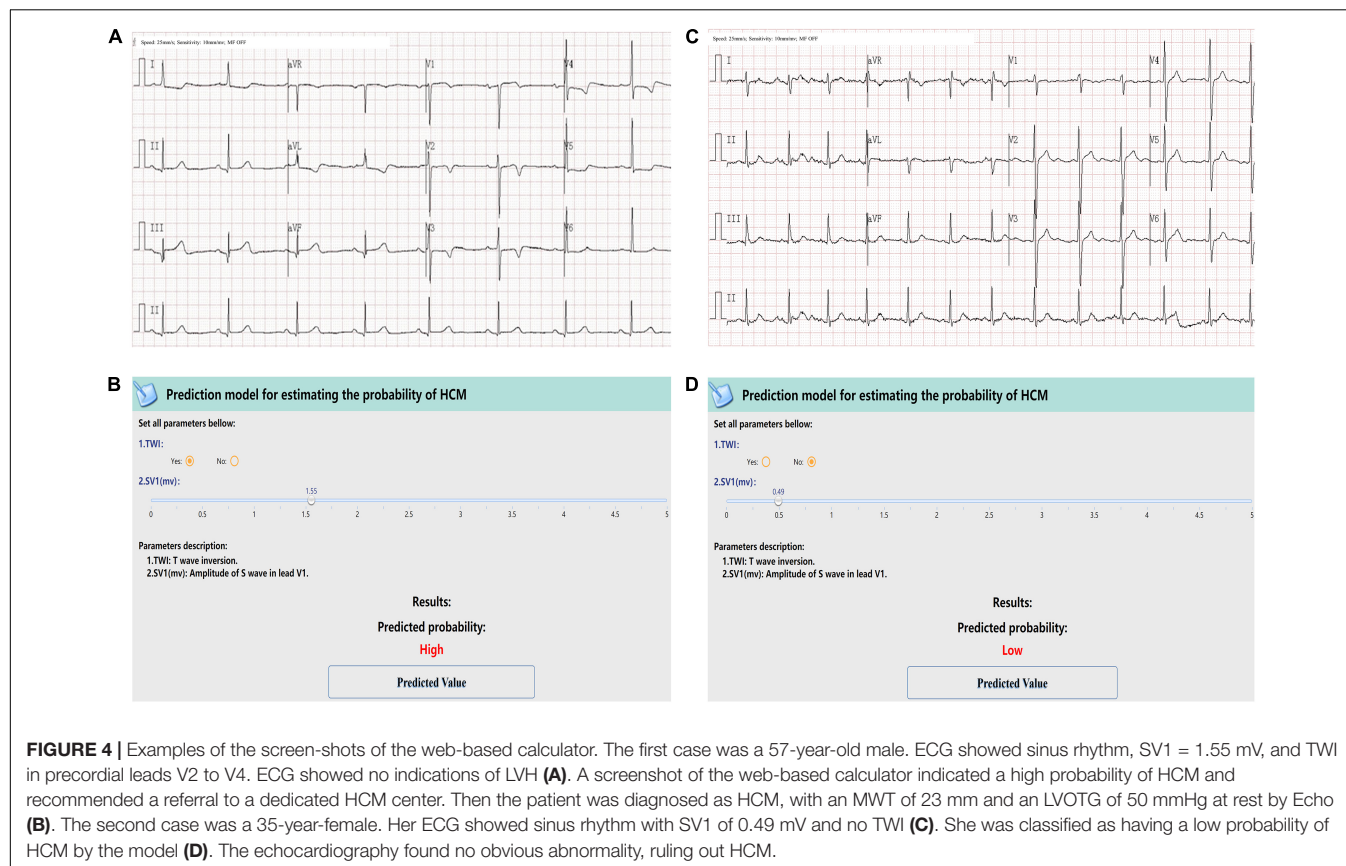 A
Speed: 25mm/s; Sensitivity: 10mm/mv; MF OFF
I aVR V1 V4
II aVL V2 V5
III aVF V3 V6
II
C
Speed: 25mm/s; Sensitivity: 10mm/mv; MF OFF
I aVR V1 V4
II aVL V2 V5
III aVF V3 V6
II
B
Prediction model for estimating the probability of HCM
Set all parameters bellow:
1.TWI:
Yes: No:
2.SV1(mv):
1.55
0 0.5 1 1.5 2 2.5 3 3.5 4 4.5 5
Parameters description:
1.TWI: T wave inversion.
2.SV1(mv): Amplitude of S wave in lead V1.
Results:
Predicted probability:
High
Predicted Value
D
Prediction model for estimating the probability of HCM
Set all parameters bellow:
1.TWI:
Yes: No:
2.SV1(mv):
0.49
0 0.5 1 1.5 2 2.5 3 3.5 4 4.5 5
Parameters description:
1.TWI: T wave inversion.
2.SV1(mv): Amplitude of S wave in lead V1.
Results:
Predicted probability:
Low
Predicted Value
FIGURE 4 | Examples of the screen-shots of the web-based calculator. The first case was a 57-year-old male. ECG showed sinus rhythm, SV1 = 1.55 mV, and TWI
in precordial leads V2 to V4. ECG showed no indications of LVH (A). A screenshot of the web-based calculator indicated a high probability of HCM and
recommended a referral to a dedicated HCM center. Then the patient was diagnosed as HCM, with an MWT of 23 mm and an LVOTG of 50 mmHg at rest by Echo
(B). The second case was a 35-year-female. Her ECG showed sinus rhythm with SV1 of 0.49 mV and no TWI (C). She was classified as having a low probability of
HCM by the model (D). The echocardiography found no obvious abnormality, ruling out HCM.